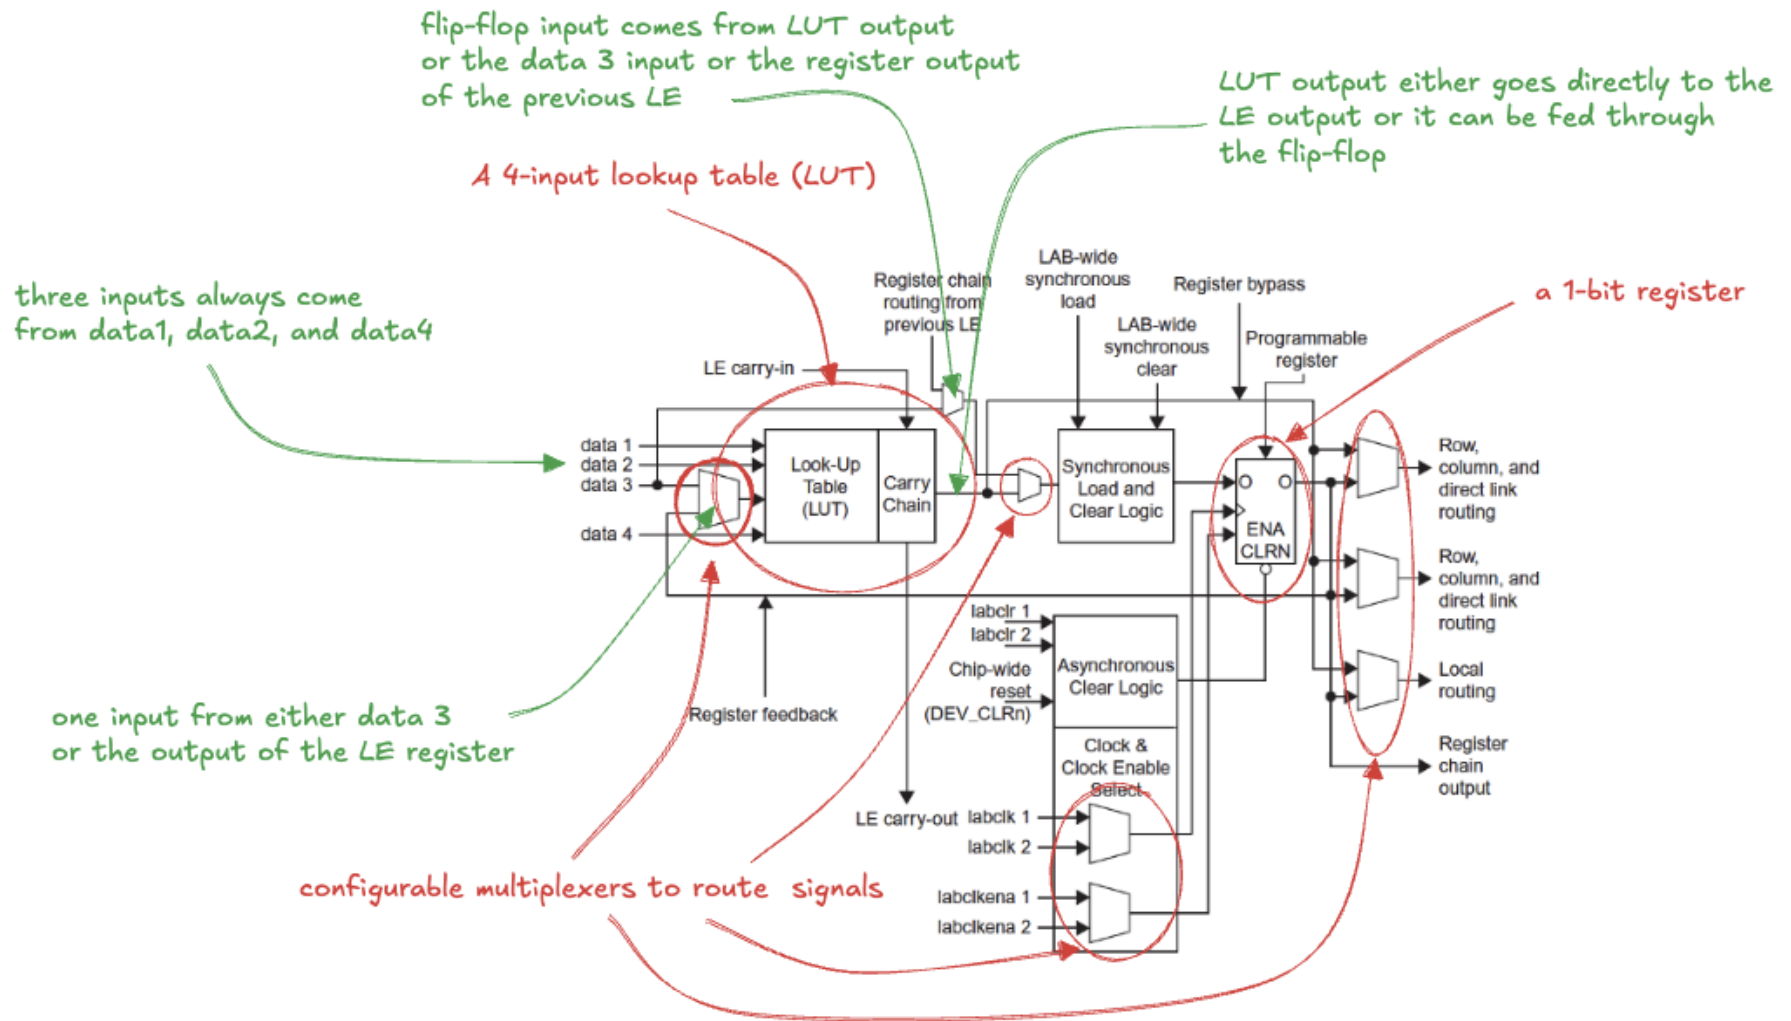 flip-flop input comes from LUT output
or the data 3 input or the register output
of the previous LE
LUT output either goes directly to the
LE output or it can be fed through
the flip-flop
A 4-input lookup table (LUT)
three inputs always come
from data1, data2, and data4
a 1-bit register
Register chain
routing from
previous LE
LAB-wide
synchronous
load
Register bypass
LAB-wide
synchronous
clear
Programmable
register
LE carry-in
data 1
data 2
data 3
data 4
Look-Up
Table
(LUT)
Carry
Chain
Synchronous
Load and
Clear Logic
ENA
CLRN
Row,
column, and
direct link
routing
Row,
column, and
direct link
routing
Local
routing
Register
chain
output
labclr 1
labclr 2
Chip-wide
reset
(DEV_CLRn)
Asynchronous
Clear Logic
Register feedback
one input from either data 3
or the output of the LE register
Clock &
Clock Enable
Select
LE carry-out
labclk 1
labclk 2
labclkena 1
labclkena 2
configurable multiplexers to route signals